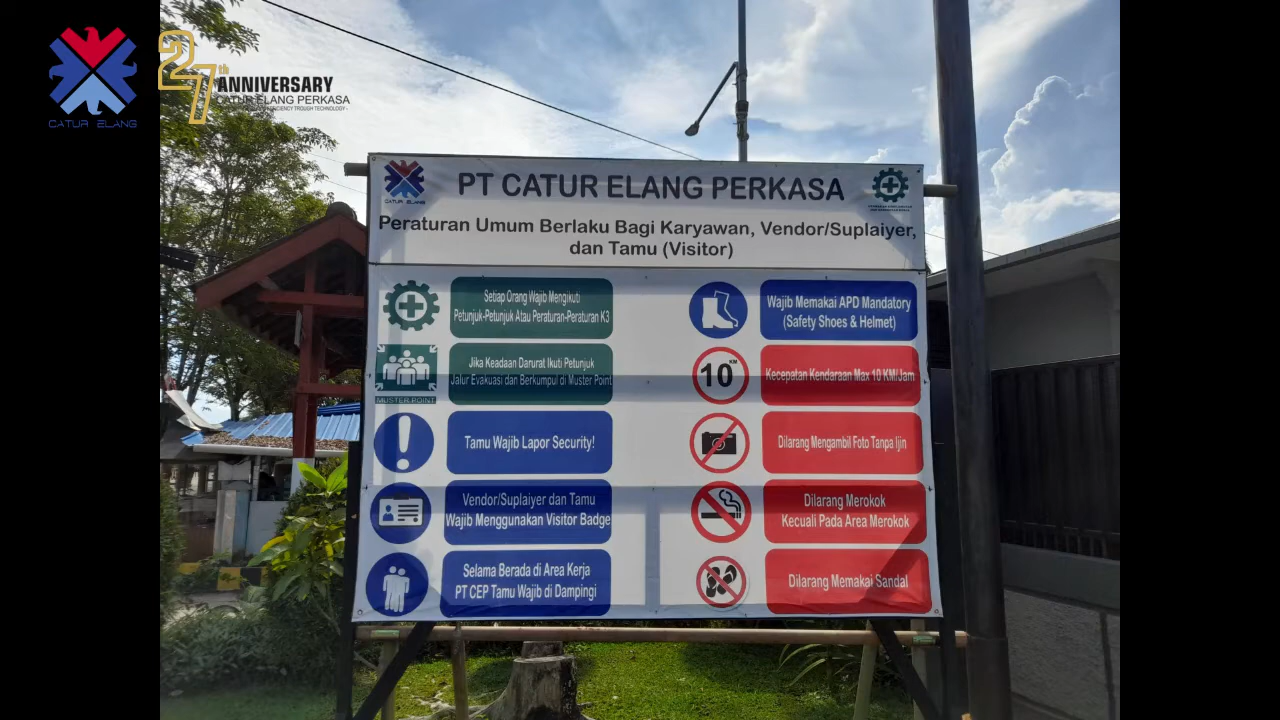 CATUR ELANG
27th
ANNIVERSARY
CATUR ELANG PERKASA
CATUR ELANG
PT CATUR ELANG PERKASA
Peraturan Umum Berlaku Bagi Karyawan, Vendor/Suplaiyer,
dan Tamu (Visitor)
Setiap Orang Wajib Mengikuti
Petunjuk-Petunjuk Atau Peraturan-Peraturan K3
MUSTER POINT
Jika Keadaan Darurat Ikuti Petunjuk
Jalur Evakuasi dan Berkumpul di Muster Point
Tamu Wajib Lapor Security!
Vendor/Suplaiyer dan Tamu
Wajib Menggunakan Visitor Badge
Selama Berada di Area Kerja
PT CEP Tamu Wajib di Dampingi
Wajib Memakai APD Mandatory
(Safety Shoes & Helmet)
10 KM
Kecepatan Kendaraan Max 10 KM/Jam
Dilarang Mengambil Foto Tanpa Ijin
Dilarang Merokok
Kecuali Pada Area Merokok
Dilarang Memakai Sandal